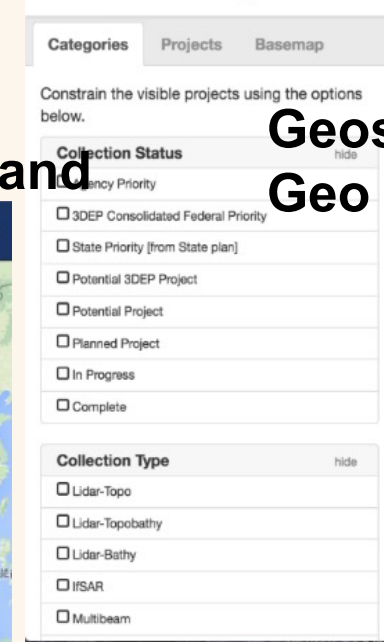 Categories Projects Basemap
Constrain the visible projects using the options
below.
Geos
Collection Status hide
and
Agency Priority
Geo
3DEP Consolidated Federal Priority
State Priority [from State plan]
Potential 3DEP Project
Potential Project
Planned Project
In Progress
Complete
Collection Type hide
Lidar-Topo
Lidar-Topobathy
Lidar-Bathy
IfSAR
Multibeam